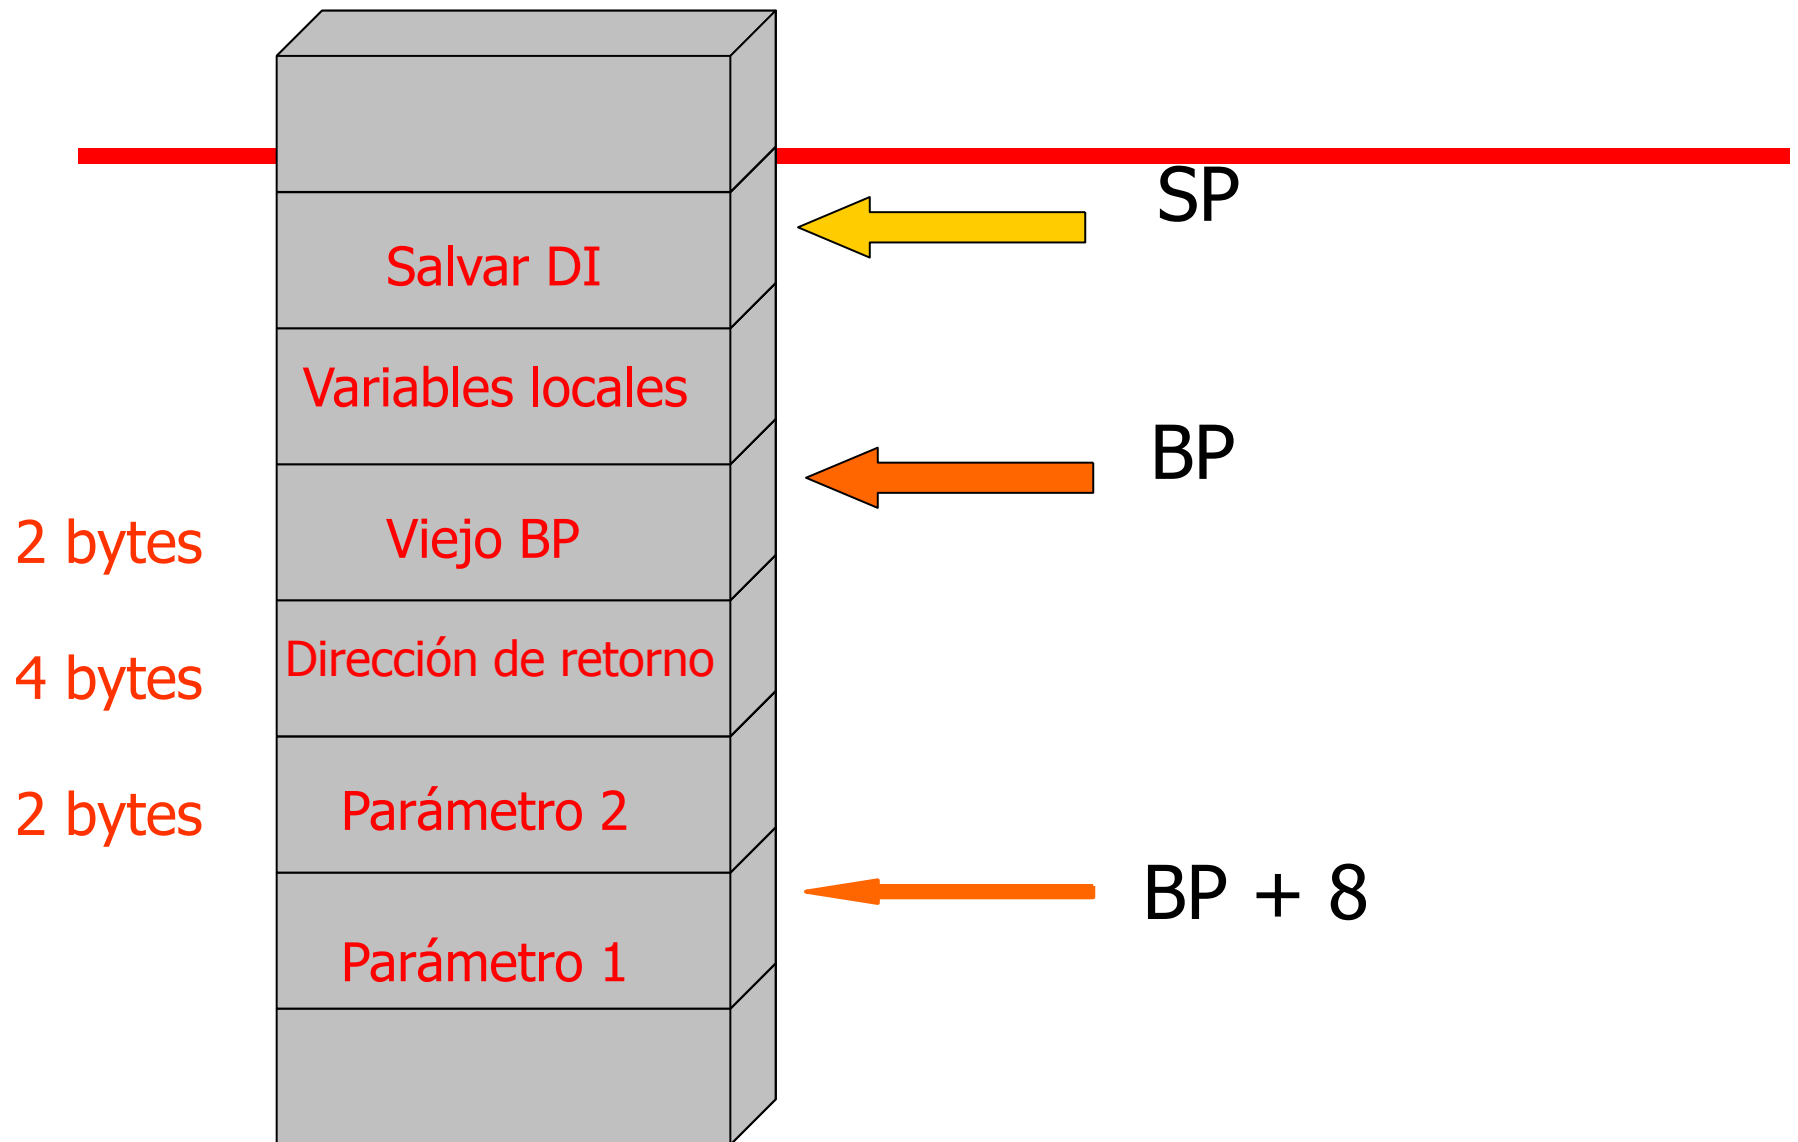 SP
Salvar DI
Variables locales
BP
2 bytes
Viejo BP
4 bytes
Dirección de retorno
2 bytes
Parámetro 2
BP + 8
Parámetro 1